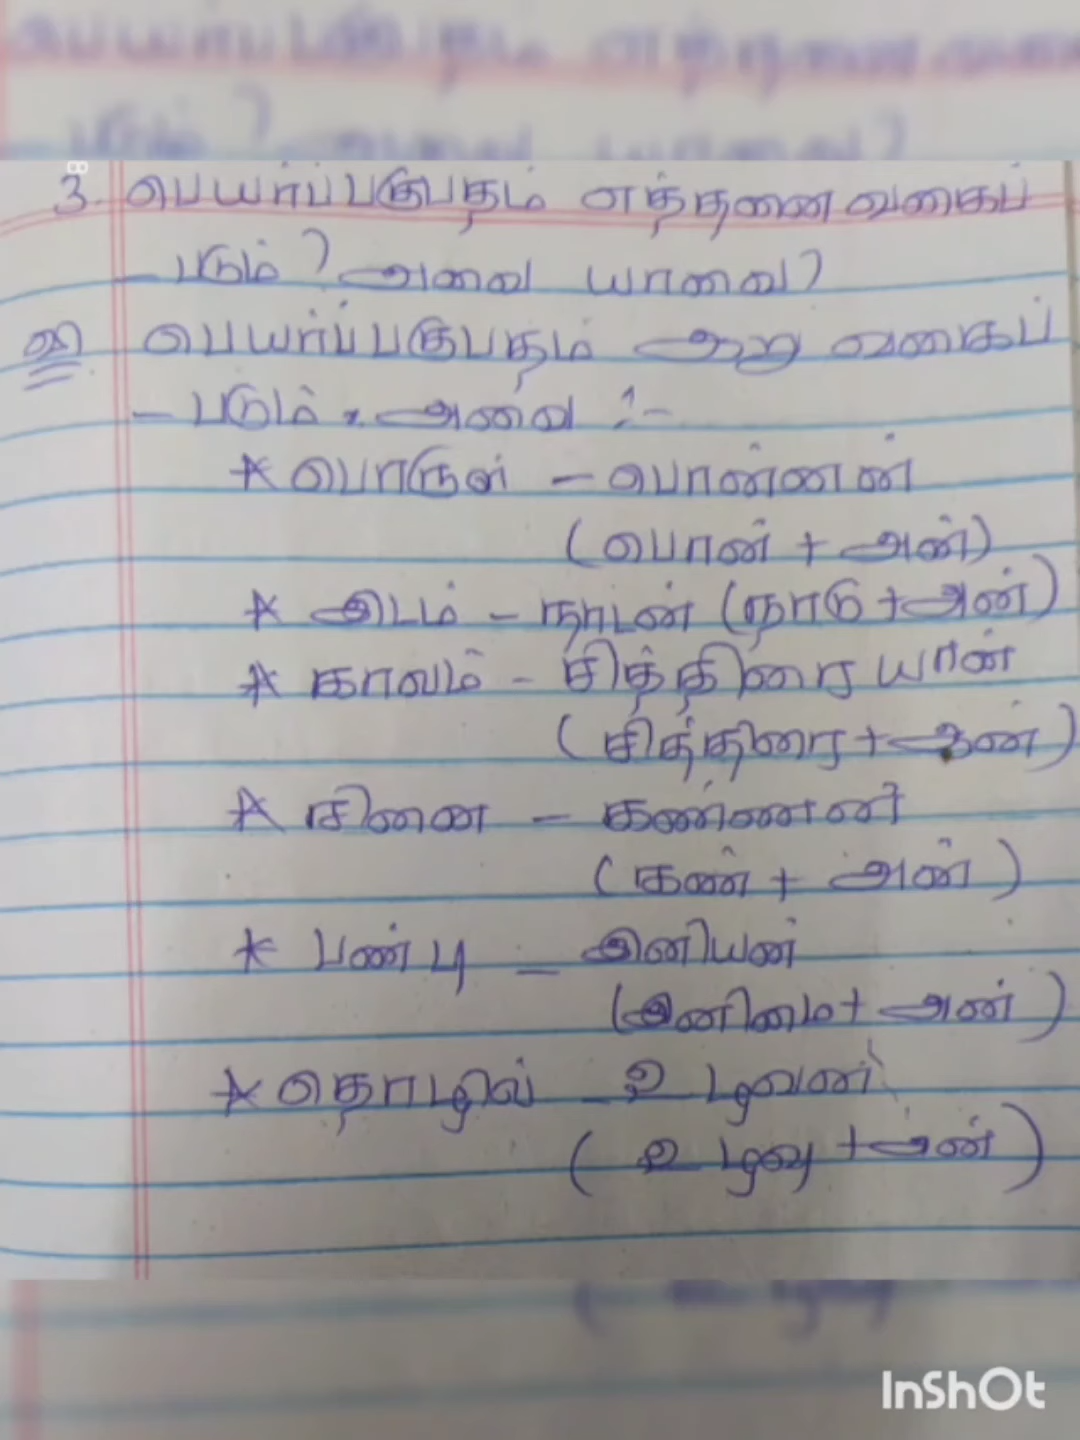 3. பெயர்ப்பகுபதம் எத்தனை வகைப்
படும்? அவை யாவை?
வி பெயர்ப்பகுபதம் ஆறு வகைப்
- படும். அவை :-
* பொருள் - பொன்னன்
(பொன் + அன்)
* இடம் - நாடன் (நாடு + அன்)
* காலம் - சித்திரையான்
(சித்திரை + ஆன்)
* சினை - கண்ணன்
(கண் + அன்)
* பண்பு - இனியன்
(இனிமை + அன்)
* தொழில் - உழவன்
(உழவு + அன்)
InShOt